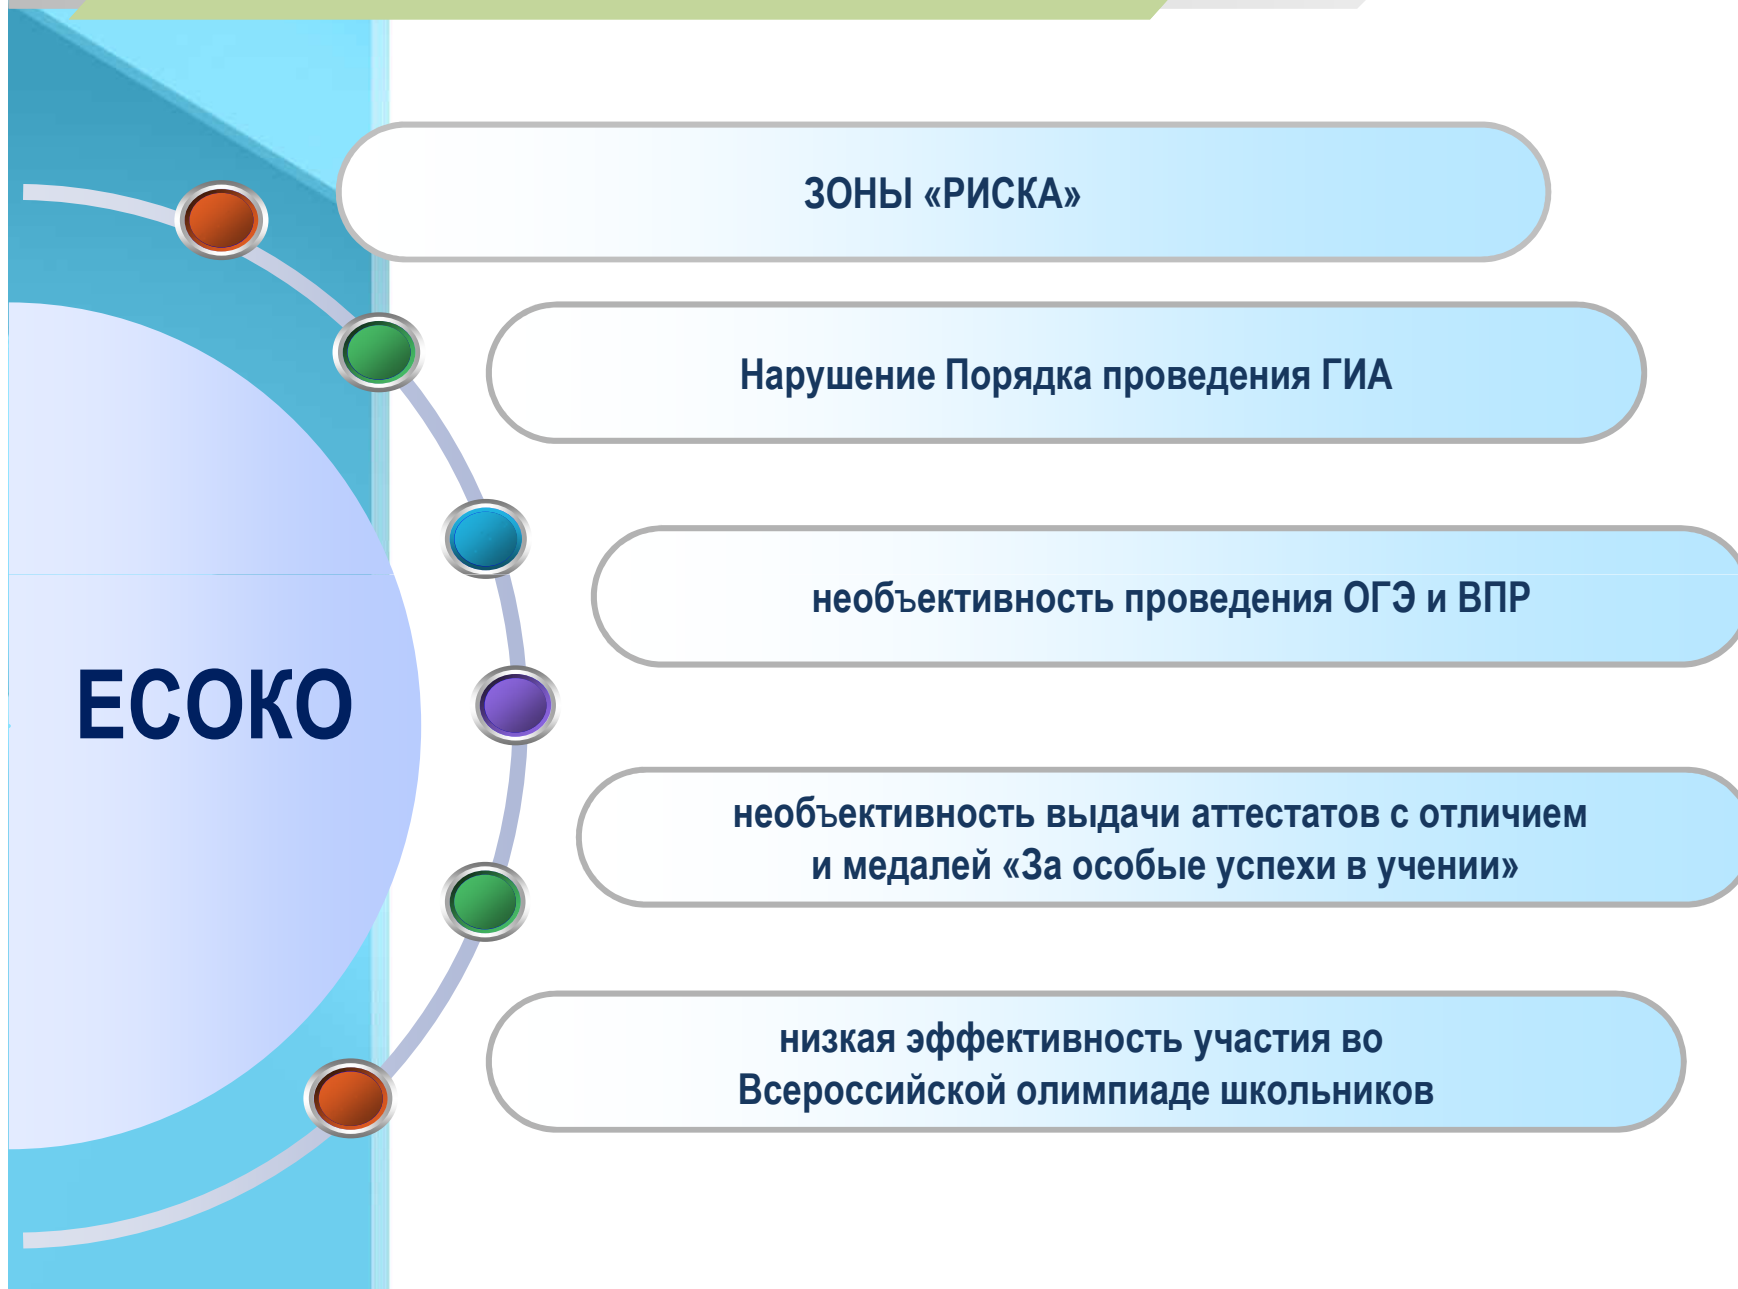 ЗОНЫ «РИСКА»
Нарушение Порядка проведения ГИА
необъективность проведения ОГЭ и ВПР
ЕСОКО
необъективность выдачи аттестатов с отличием
и медалей «За особые успехи в учении»
низкая эффективность участия во
Всероссийской олимпиаде школьников